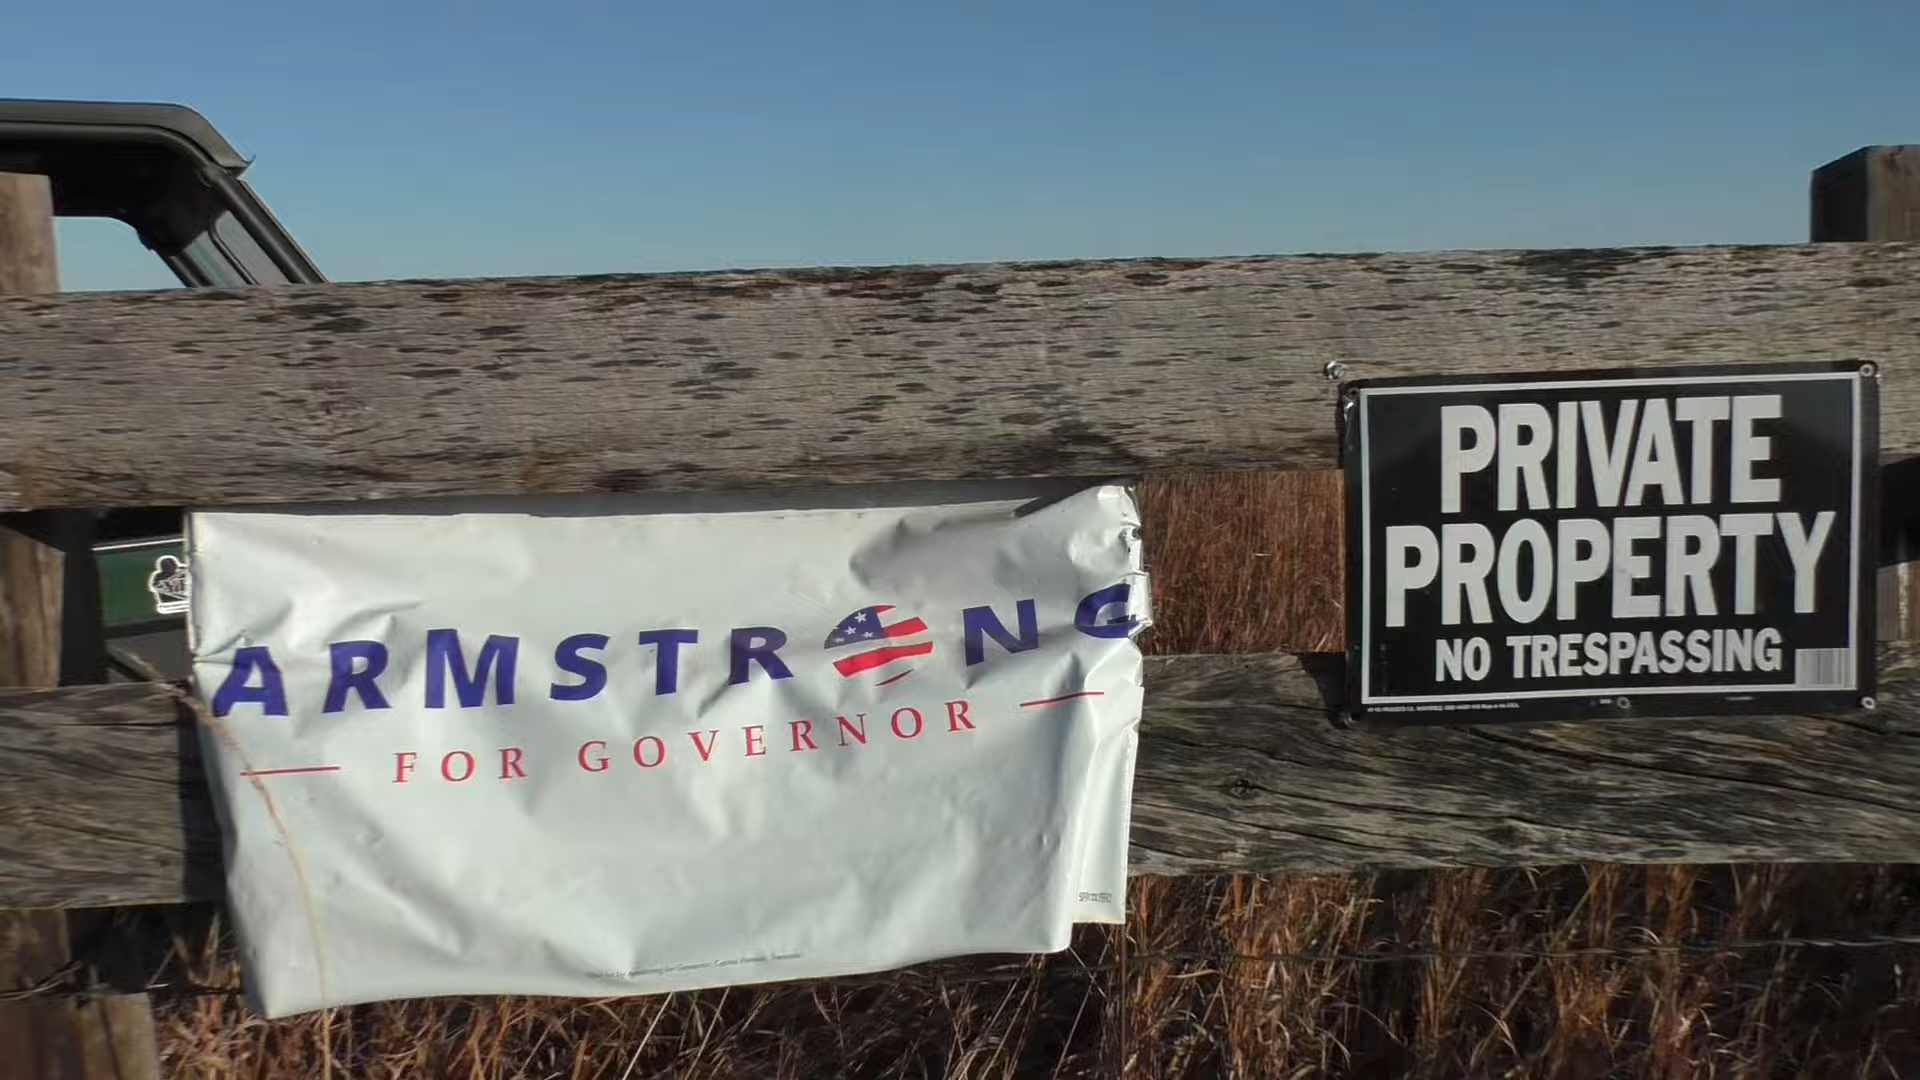 ARMSTRONG
FOR GOVERNOR
PRIVATE
PROPERTY
NO TRESPASSING